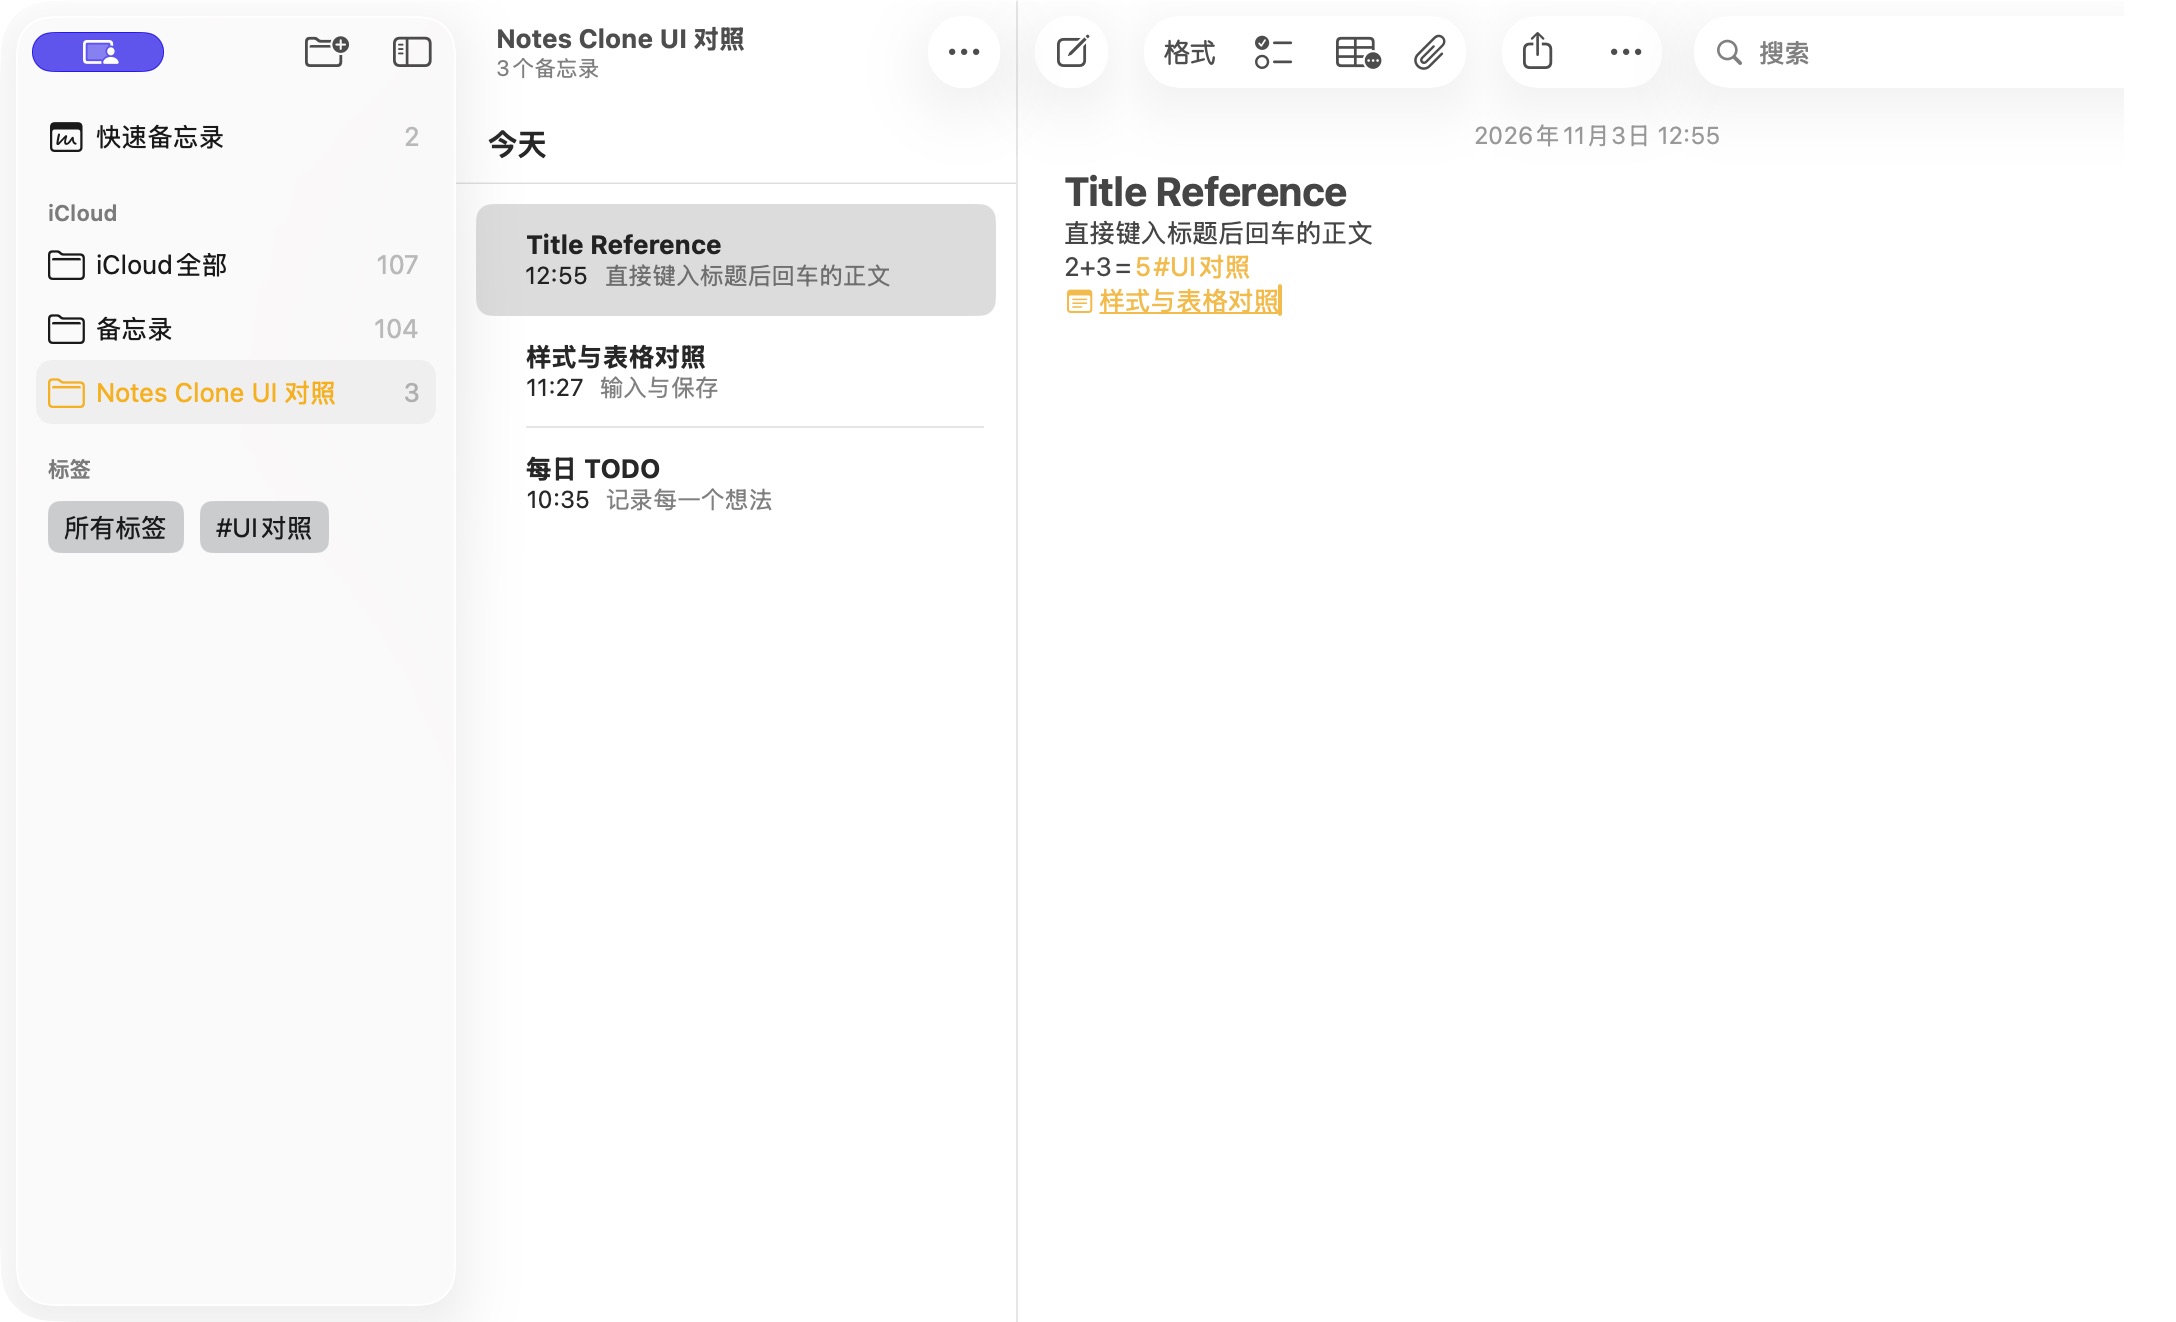 快速备忘录 2
iCloud
iCloud全部 107
备忘录 104
Notes Clone UI 对照 3
标签
所有标签 #UI对照
Notes Clone UI 对照
3个备忘录
今天
Title Reference
12:55 直接键入标题后回车的正文
样式与表格对照
11:27 输入与保存
每日 TODO
10:35 记录每一个想法
格式 搜索
2026年11月3日 12:55
Title Reference
直接键入标题后回车的正文
2+3=5#UI对照
样式与表格对照